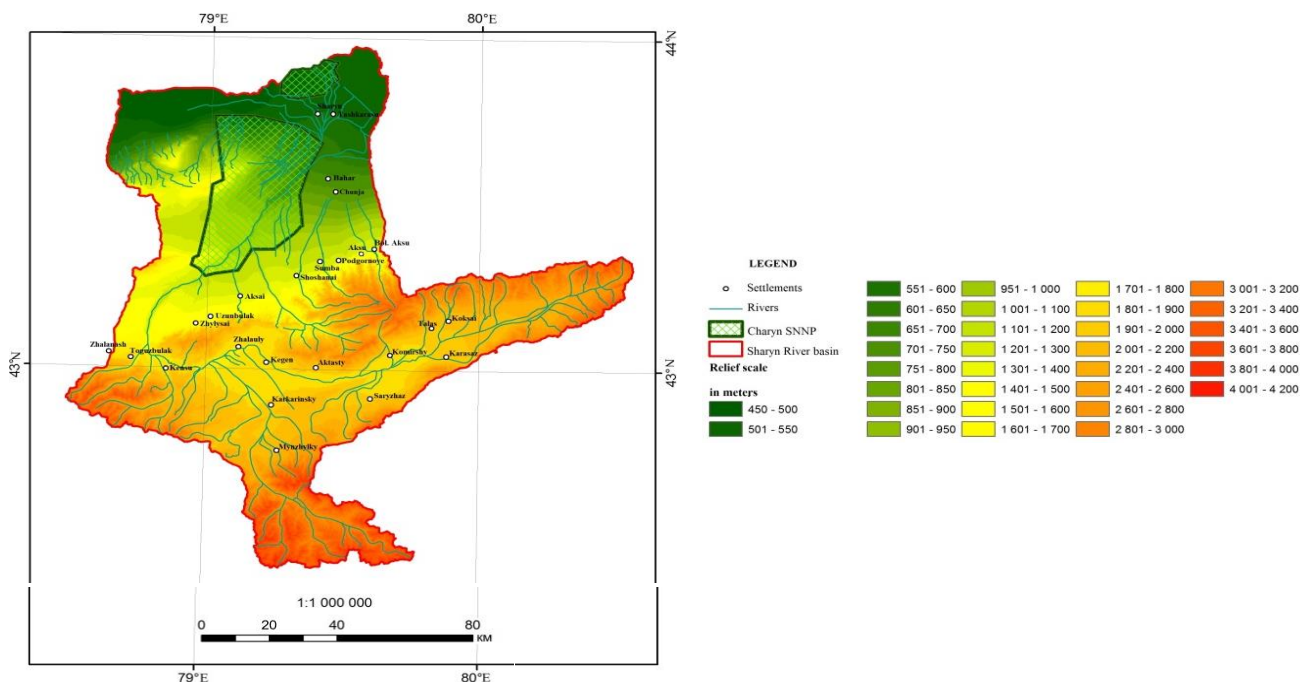 79°E 80°E
44°N 44°N
Sharyn Tashkarasu
Bahar
Chunja
Bol. Aksu
Aksu
Podgornoye
Sumba
Shoshanai
Aksai
Uzunbulak
Zhylysai
Koksai
Talas
Zhalanash
Toguzbulak
Zhalauly
Kegen
Aktasty
Komirshy
Karasaz
Kensu
43°N 43°N
Karkarinsky
Saryzhaz
Mynzhylky
1:1 000 000
0 20 40 80
КМ
79°E 80°E
LEGEND
Settlements
Rivers
Charyn SNNP
Sharyn River basin
Relief scale
in meters
450 - 500
501 - 550
551 - 600
601 - 650
651 - 700
701 - 750
751 - 800
801 - 850
851 - 900
901 - 950
951 - 1 000
1 001 - 1 100
1 101 - 1 200
1 201 - 1 300
1 301 - 1 400
1 401 - 1 500
1 501 - 1 600
1 601 - 1 700
1 701 - 1 800
1 801 - 1 900
1 901 - 2 000
2 001 - 2 200
2 201 - 2 400
2 401 - 2 600
2 601 - 2 800
2 801 - 3 000
3 001 - 3 200
3 201 - 3 400
3 401 - 3 600
3 601 - 3 800
3 801 - 4 000
4 001 - 4 200